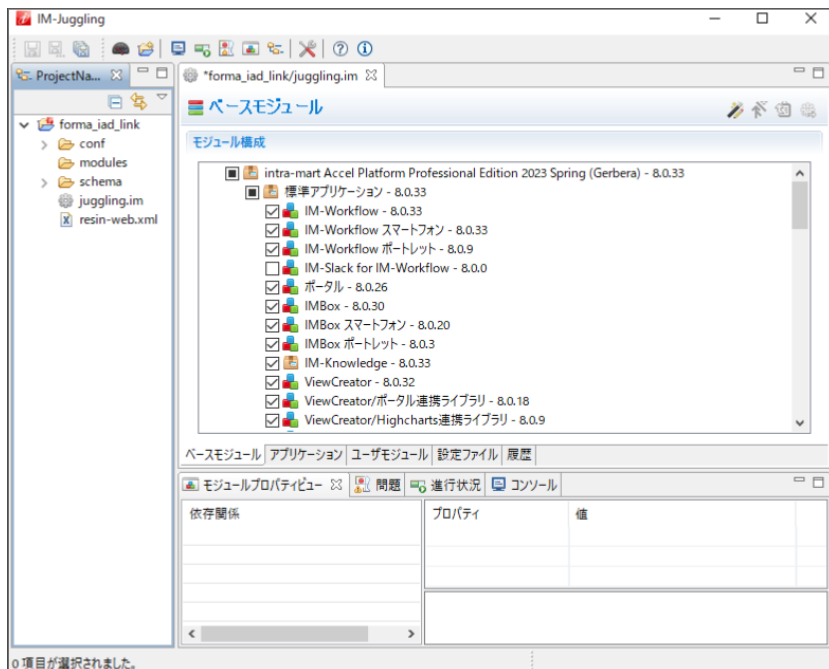 IM-Juggling
ProjectNa...
forma_iad_link
conf
modules
schema
juggling.im
resin-web.xml
*forma_iad_link/juggling.im
ベースモジュール
モジュール構成
intra-mart Accel Platform Professional Edition 2023 Spring (Gerbera) - 8.0.33
標準アプリケーション - 8.0.33
IM-Workflow - 8.0.33
IM-Workflow スマートフォン - 8.0.33
IM-Workflow ポートレット - 8.0.9
IM-Slack for IM-Workflow - 8.0.0
ポータル - 8.0.26
IMBox - 8.0.30
IMBox スマートフォン - 8.0.20
IMBox ポートレット - 8.0.3
IM-Knowledge - 8.0.33
ViewCreator - 8.0.32
ViewCreator/ポータル連携ライブラリ - 8.0.18
ViewCreator/Highcharts連携ライブラリ - 8.0.9
ベースモジュール アプリケーション ユーザモジュール 設定ファイル 履歴
モジュールプロパティビュー 問題 進行状況 コンソール
依存関係 プロパティ 値
0 項目が選択されました。